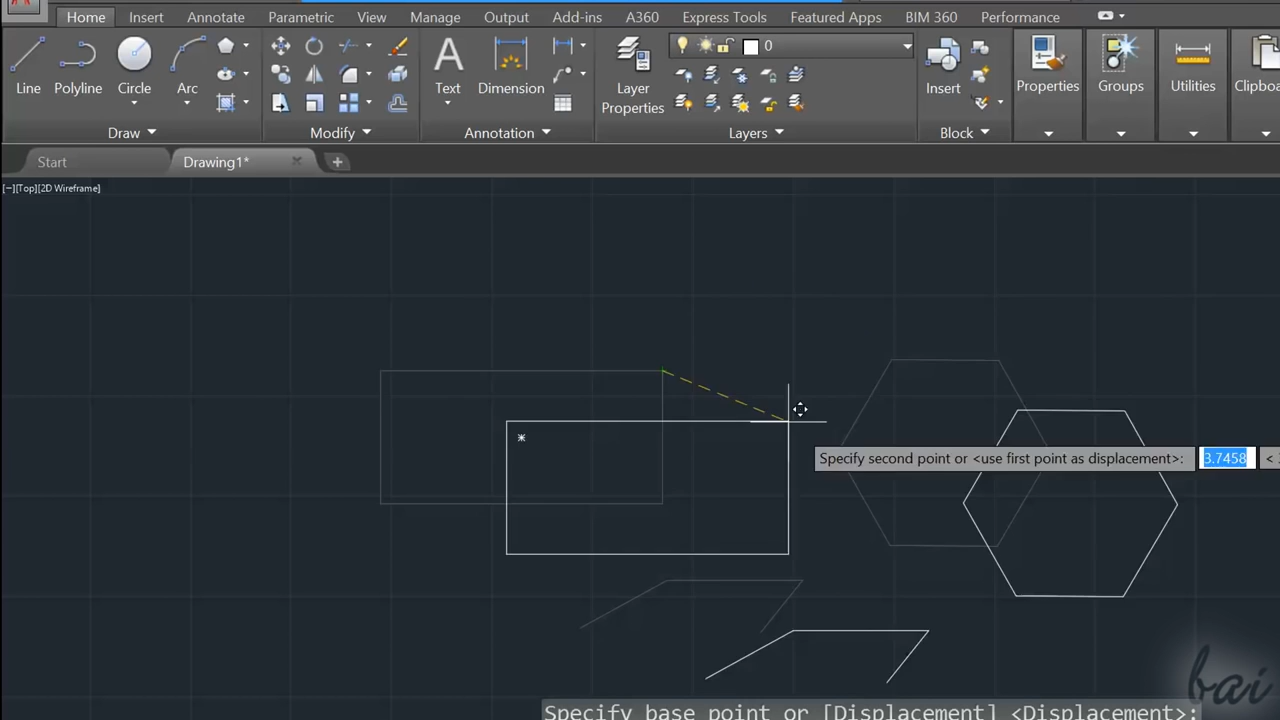 Home Insert Annotate Parametric View Manage Output Add-ins A360 Express Tools Featured Apps BIM 360 Performance
0
Line Polyline Circle Arc
Text Dimension
Layer
Properties
Insert
Properties Groups Utilities Clipboa
Draw Modify Annotation Layers Block
Start Drawing1*
[−][Top][2D Wireframe]
Specify second point or <use first point as displacement>: 3.7458 <
bai
Specify base point or [Displacement] <Displacement>: